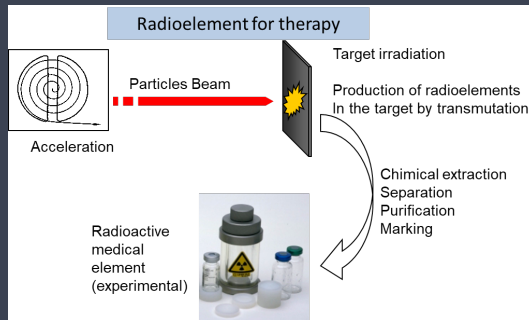 Radioelement for therapy
Target irradiation
Particles Beam
Production of radioelements
In the target by transmutation
Acceleration
Chimical extraction
Separation
Purification
Marking
Radioactive
medical
element
(experimental)